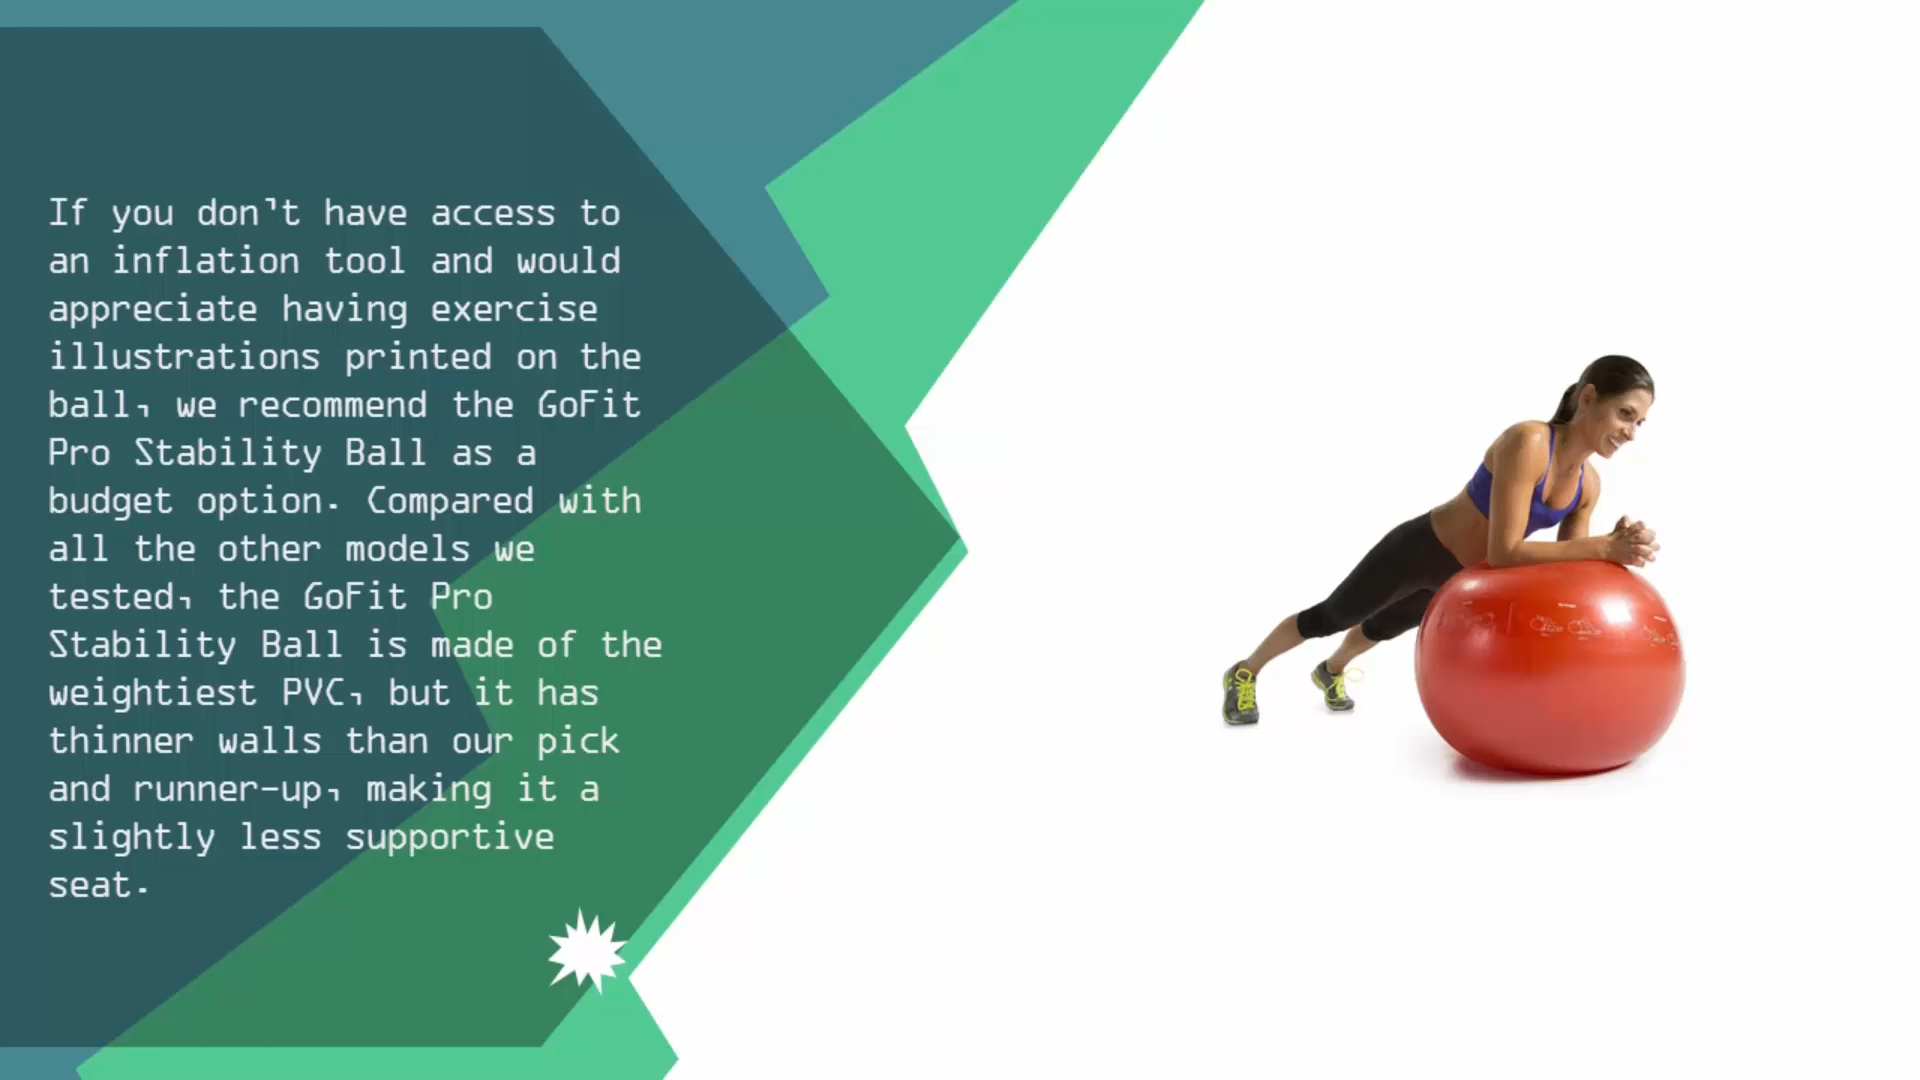 If you don't have access to
an inflation tool and would
appreciate having exercise
illustrations printed on the
ball, we recommend the GoFit
Pro Stability Ball as a
budget option. Compared with
all the other models we
tested, the GoFit Pro
Stability Ball is made of the
weightiest PVC, but it has
thinner walls than our pick
and runner-up, making it a
slightly less supportive
seat.